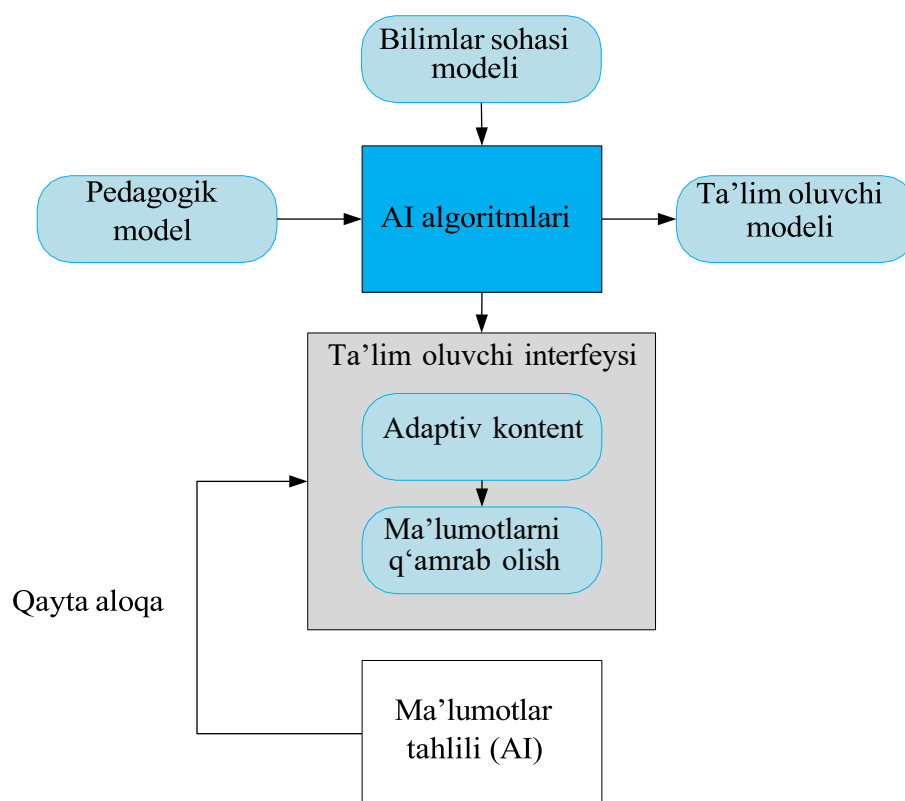 Bilimlar sohasi
modeli
Pedagogik
model
AI algoritmlari
Ta’lim oluvchi
modeli
Ta’lim oluvchi interfeysi
Adaptiv kontent
Ma’lumotlarni
q‘amrab olish
Qayta aloqa
Ma’lumotlar
tahlili (AI)